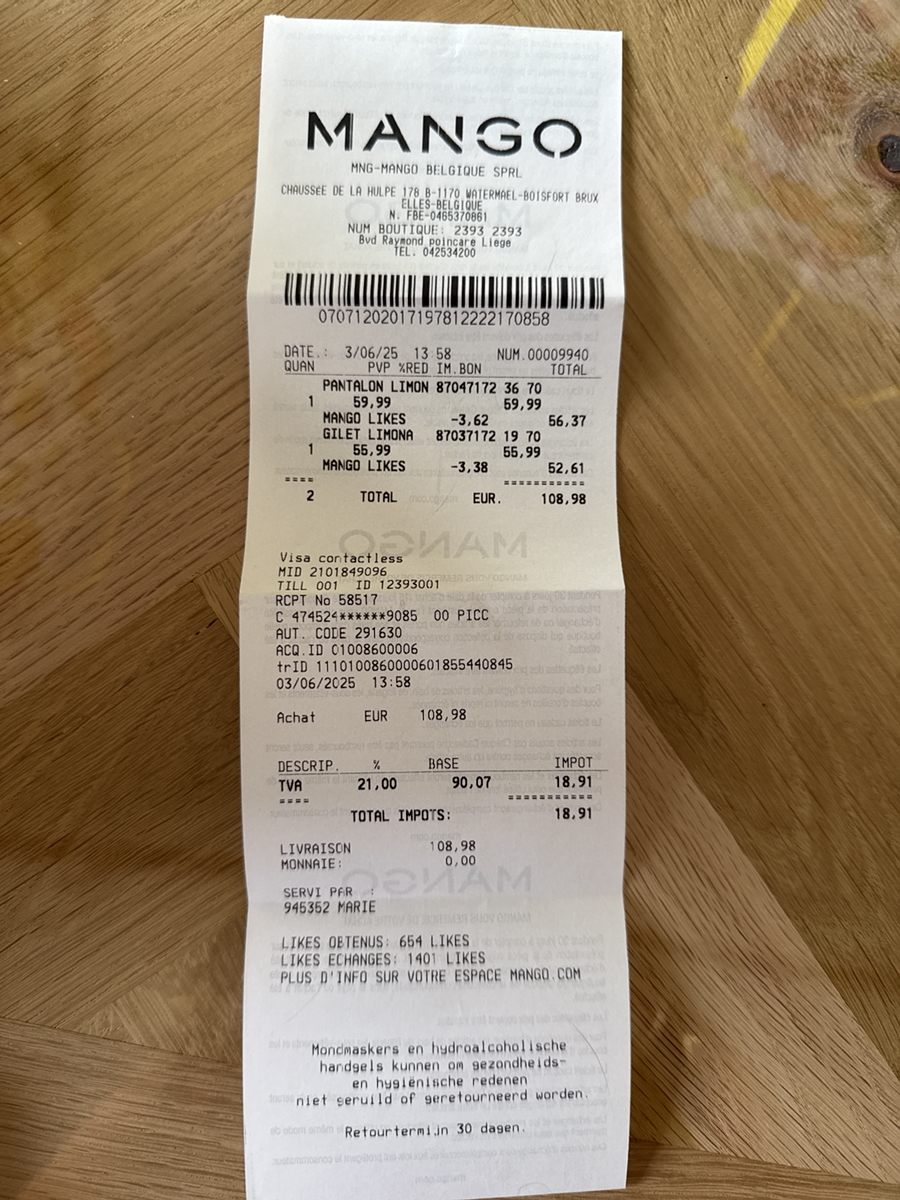 MANGO
MNG-MANGO BELGIQUE SPRL
CHAUSSéE DE LA HULPE 178 B-1170 WATERMAEL-BOISFORT BRUX
ELLES-BELGIQUE
N. FBE-0465370861
NUM BOUTIQUE: 2393 2393
Bvd Raymond poincare Liege
TEL. 042534200
07071202017197812222170858
DATE.: 3/06/25 13:58 NUM.00009940
QUAN PVP %RED IM.BON TOTAL
PANTALON LIMON 87047172 36 70
1 59,99 59,99
MANGO LIKES -3,62 56,37
GILET LIMONA 87037172 19 70
1 55,99 55,99
MANGO LIKES -3,38 52,61
==== ===========
2 TOTAL EUR. 108,98
Visa contactless
MID 2101849096
TILL 001 ID 12393001
RCPT No 58517
C 474524******9085 00 PICC
AUT. CODE 291630
ACQ.ID 01008600006
trID 1110100860000601855440845
03/06/2025 13:58
Achat EUR 108,98
DESCRIP. % BASE IMPOT
TVA 21,00 90,07 18,91
==== ===========
TOTAL IMPOTS: 18,91
LIVRAISON 108,98
MONNAIE: 0,00
SERVI PAR :
945352 MARIE
LIKES OBTENUS: 654 LIKES
LIKES ECHANGES: 1401 LIKES
PLUS D'INFO SUR VOTRE ESPACE MANGO.COM
Mondmaskers en hydroalcoholische
handgels kunnen om gezondheids-
en hygiënische redenen
niet geruild of geretourneerd worden.
Retourtermijn 30 dagen.